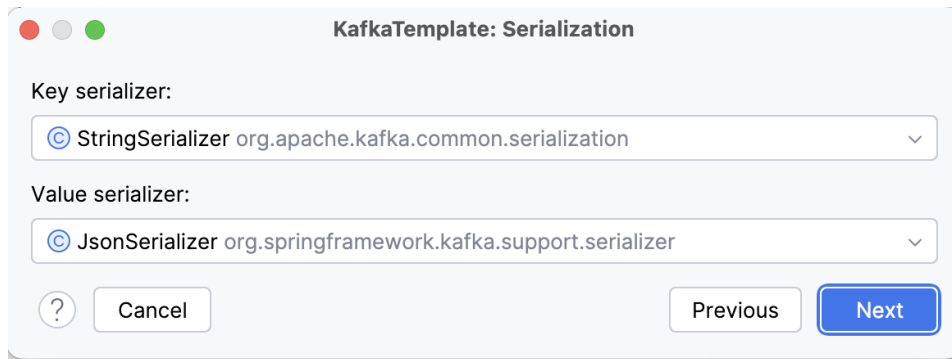 KafkaTemplate: Serialization
Key serializer:
© StringSerializer org.apache.kafka.common.serialization
Value serializer:
© JsonSerializer org.springframework.kafka.support.serializer
? Cancel Previous Next